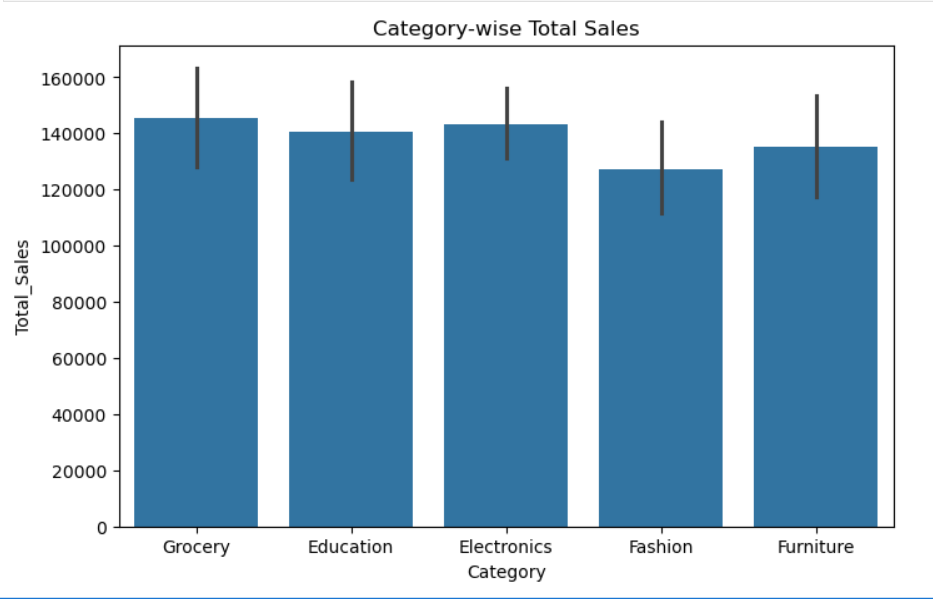 Category-wise Total Sales
160000
140000
120000
100000
80000
60000
40000
20000
0
Total_Sales
Grocery Education Electronics Fashion Furniture
Category